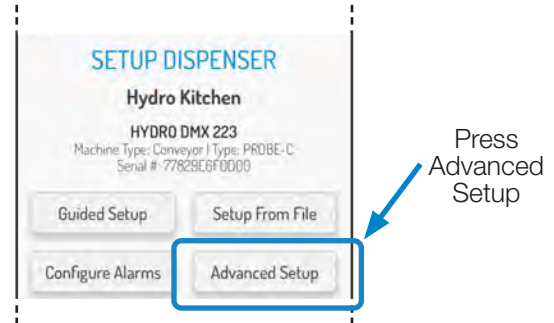 SETUP DISPENSER
Hydro Kitchen
HYDRO DMX 223
Machine Type: Conveyor | Type: PROBE-C
Serial #: 77829E6F0D00
Guided Setup
Setup From File
Configure Alarms
Advanced Setup
Press
Advanced
Setup